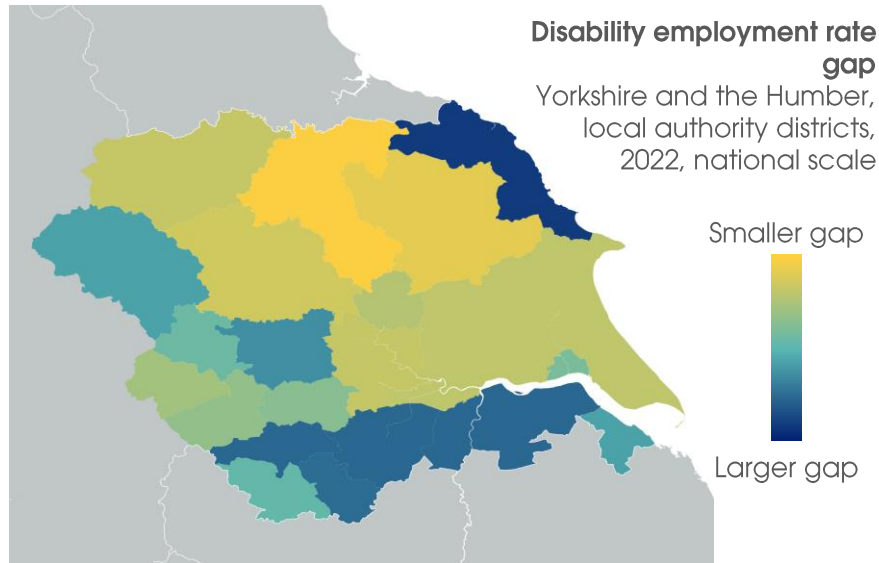 Disability employment rate
gap
Yorkshire and the Humber,
local authority districts,
2022, national scale
Smaller gap
Larger gap